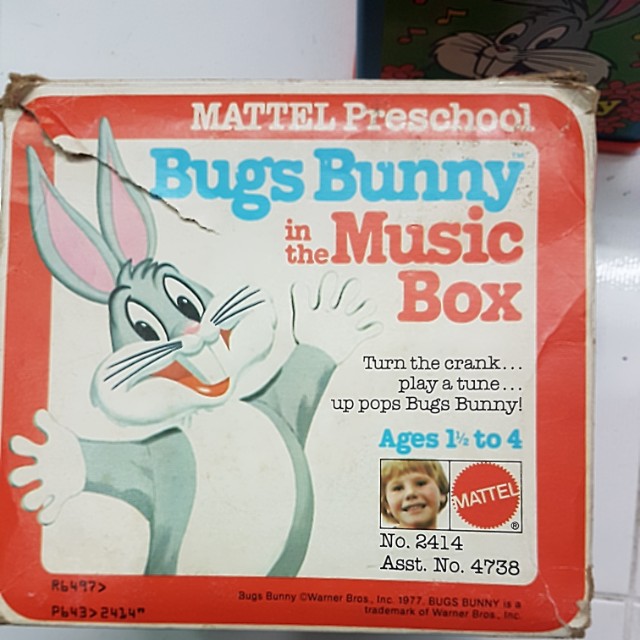 MATTEL Preschool
Bugs Bunny™
in the Music
Box
Turn the crank...
play a tune...
up pops Bugs Bunny!
Ages 1½ to 4
MATTEL®
No. 2414
Asst. No. 4738
R6497>
P643>2414"
Bugs Bunny ©Warner Bros., Inc. 1977. BUGS BUNNY is a
trademark of Warner Bros., Inc.